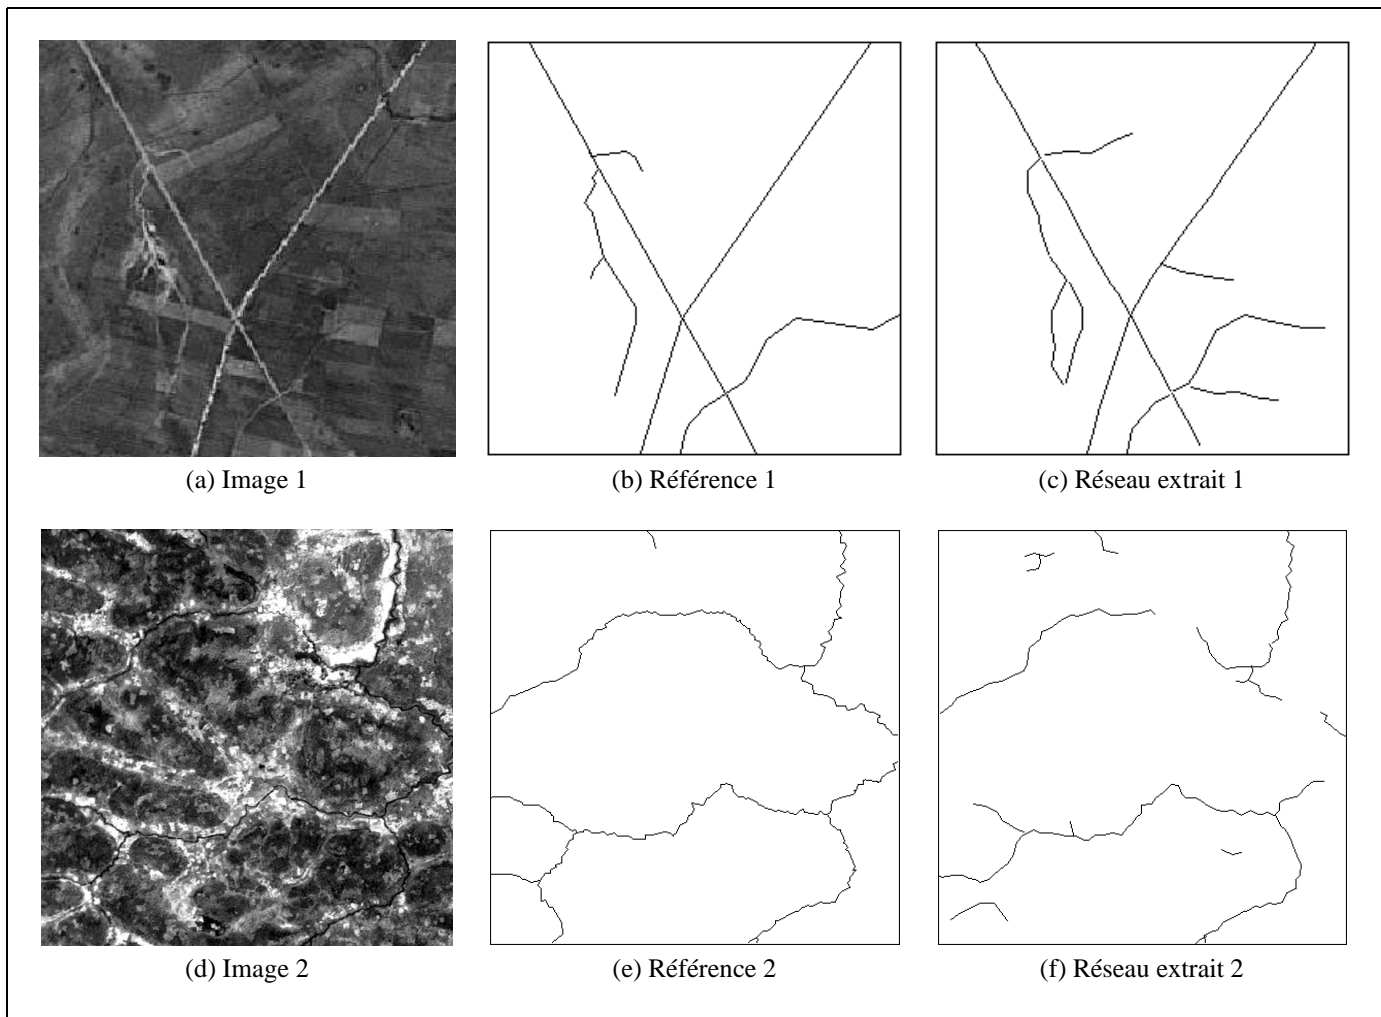 (a) Image 1
(b) Référence 1
(c) Réseau extrait 1
(d) Image 2
(e) Référence 2
(f) Réseau extrait 2